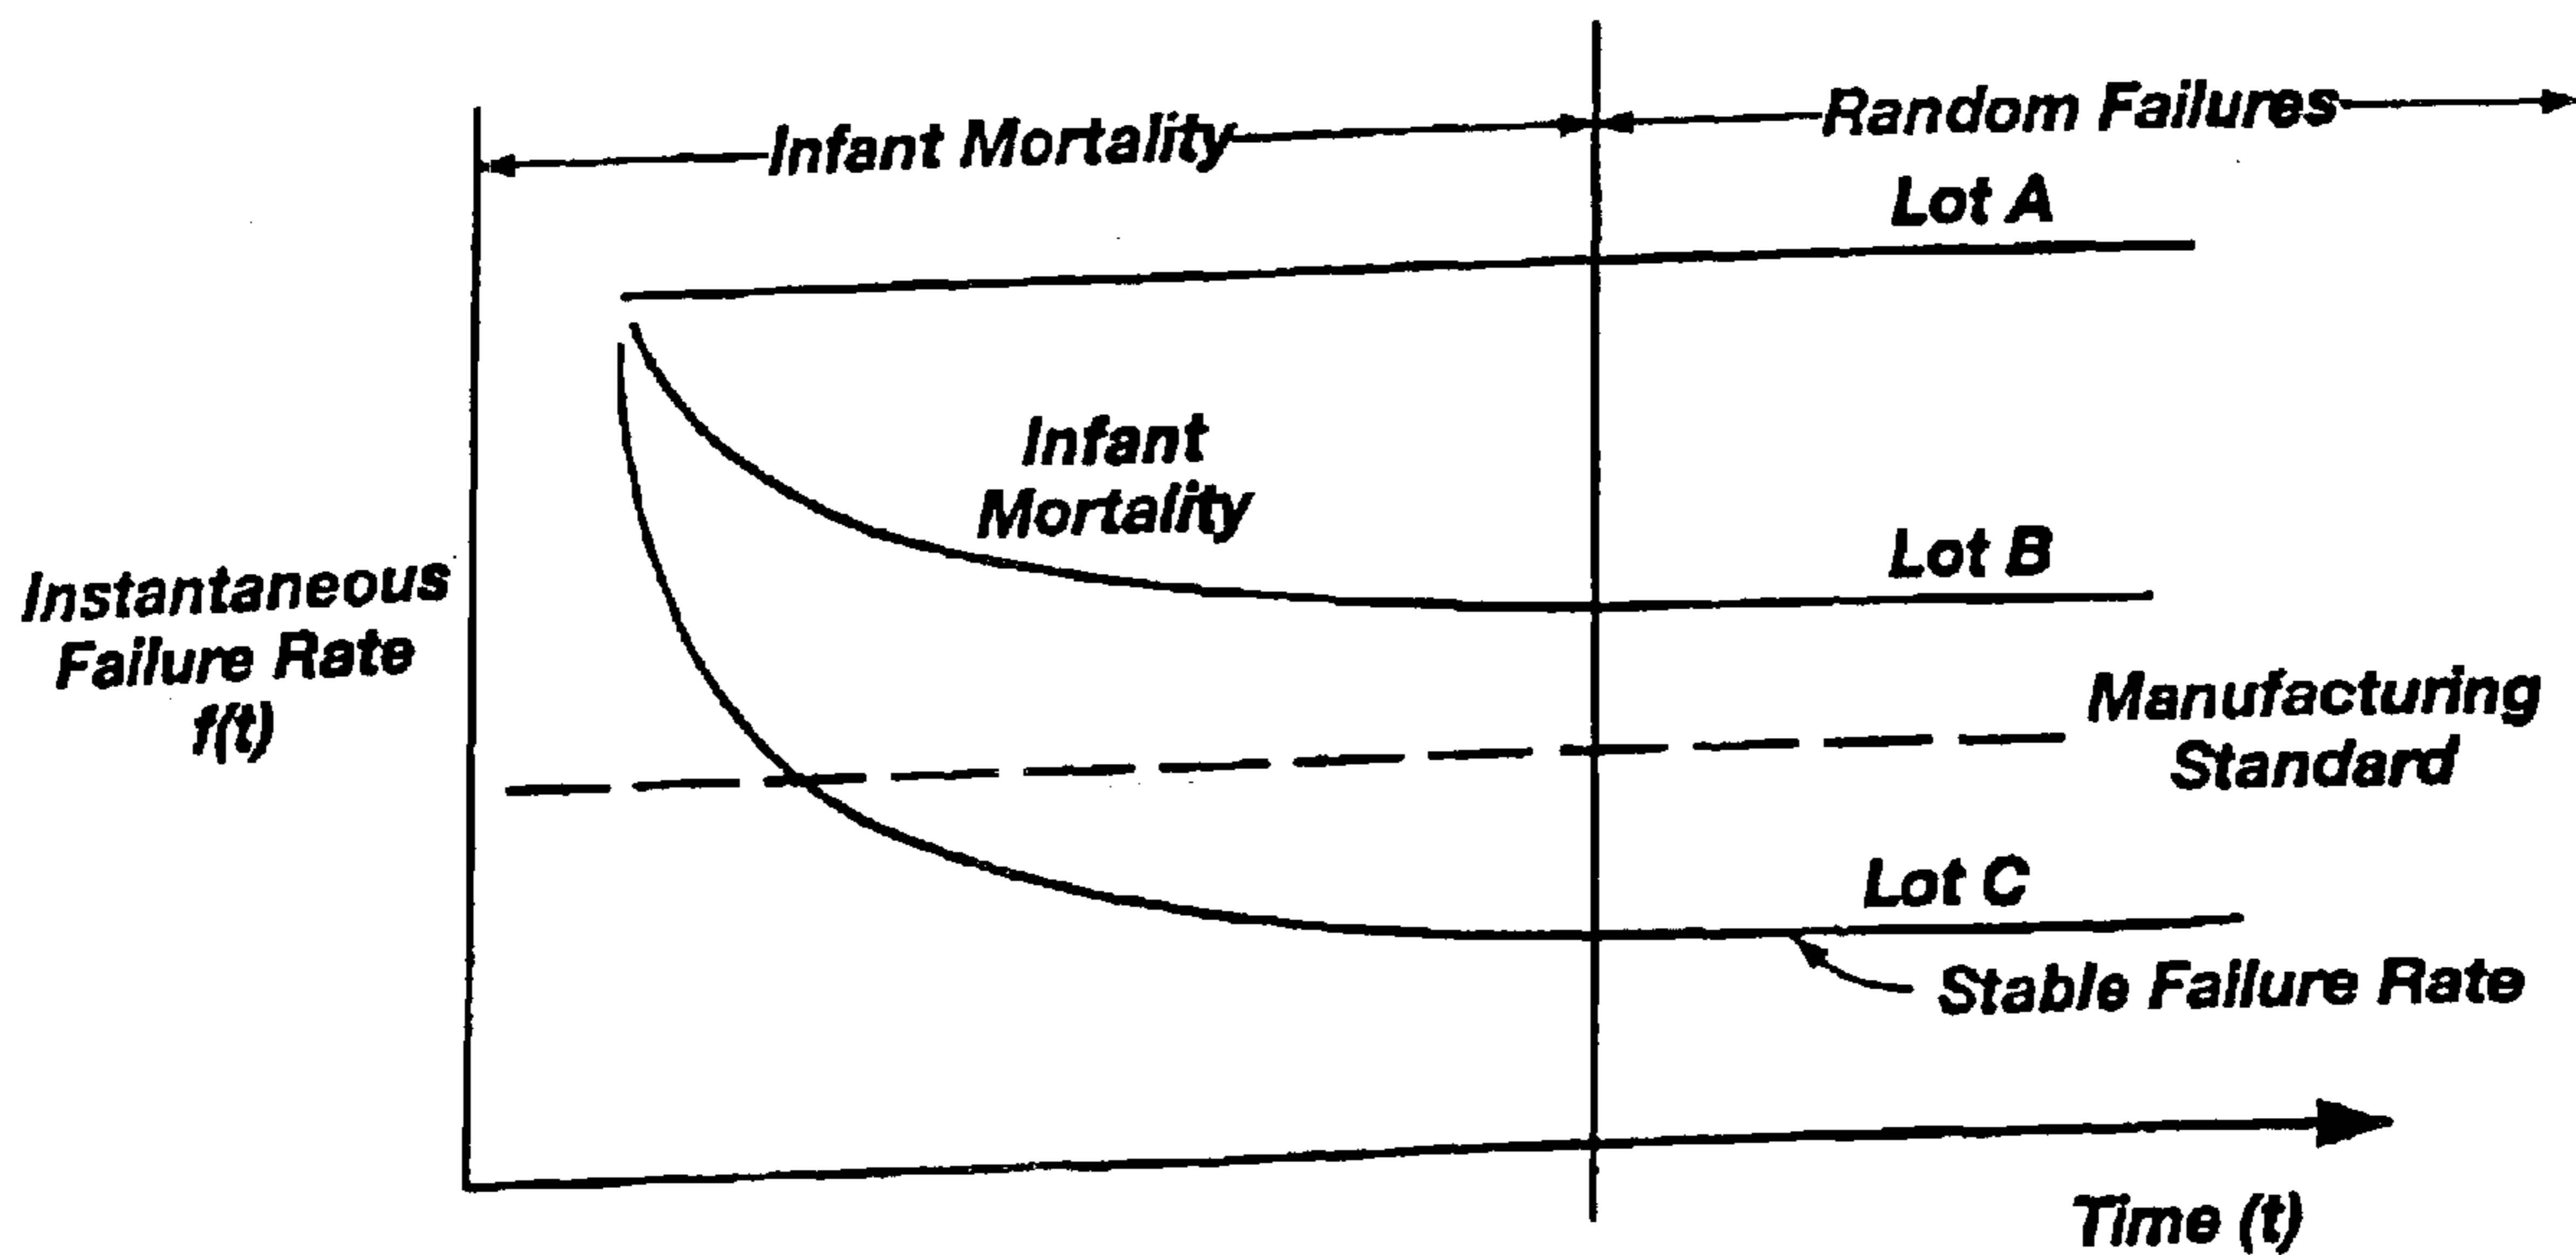 Infant Mortality
Random Failures
Lot A
Infant
Mortality
Lot B
Instantaneous
Failure Rate
f(t)
Manufacturing
Standard
Lot C
Stable Failure Rate
Time (t)